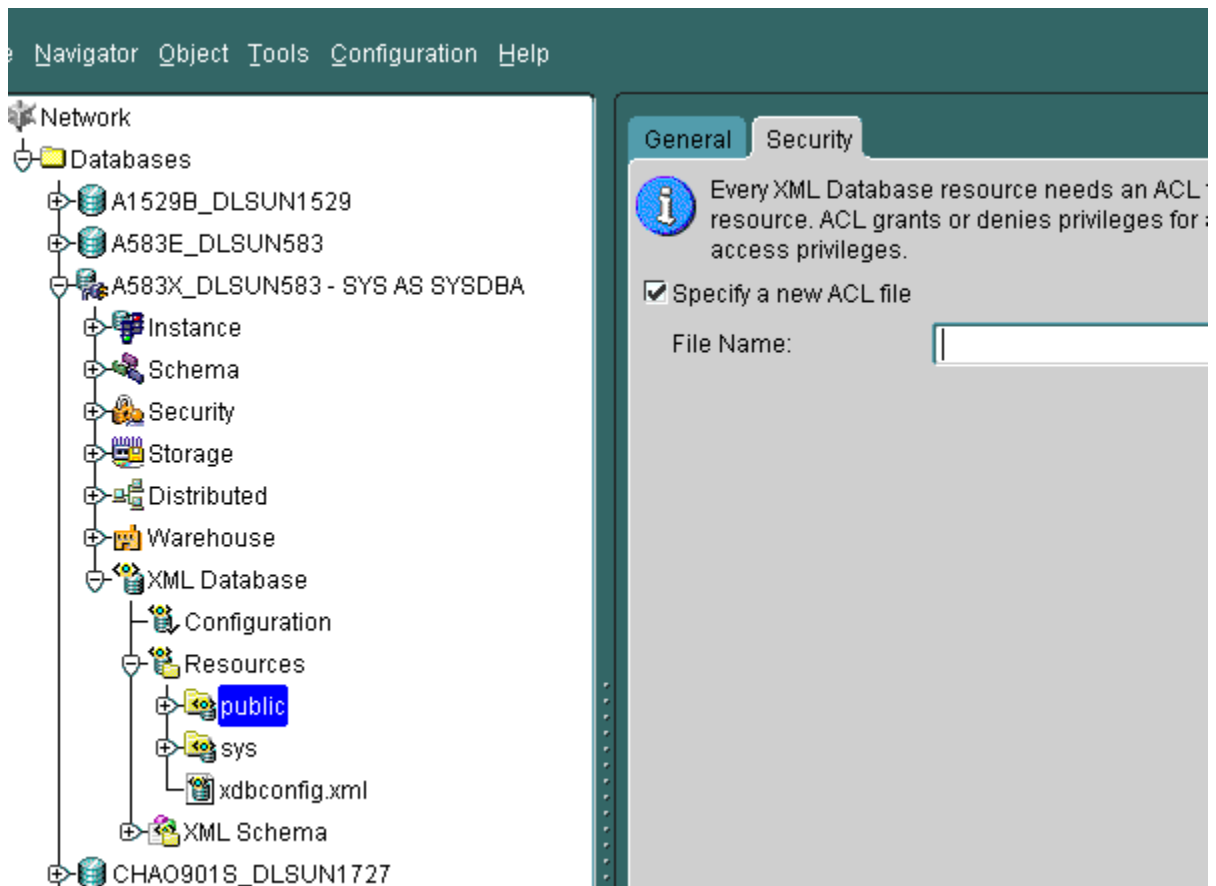 Navigator Object Tools Configuration Help
Network
Databases
A1529B_DLSUN1529
A583E_DLSUN583
A583X_DLSUN583 - SYS AS SYSDBA
Instance
Schema
Security
Storage
Distributed
Warehouse
XML Database
Configuration
Resources
public
sys
xdbconfig.xml
XML Schema
CHAO901S_DLSUN1727
General Security
Every XML Database resource needs an ACL
resource. ACL grants or denies privileges for
access privileges.
Specify a new ACL file
File Name: